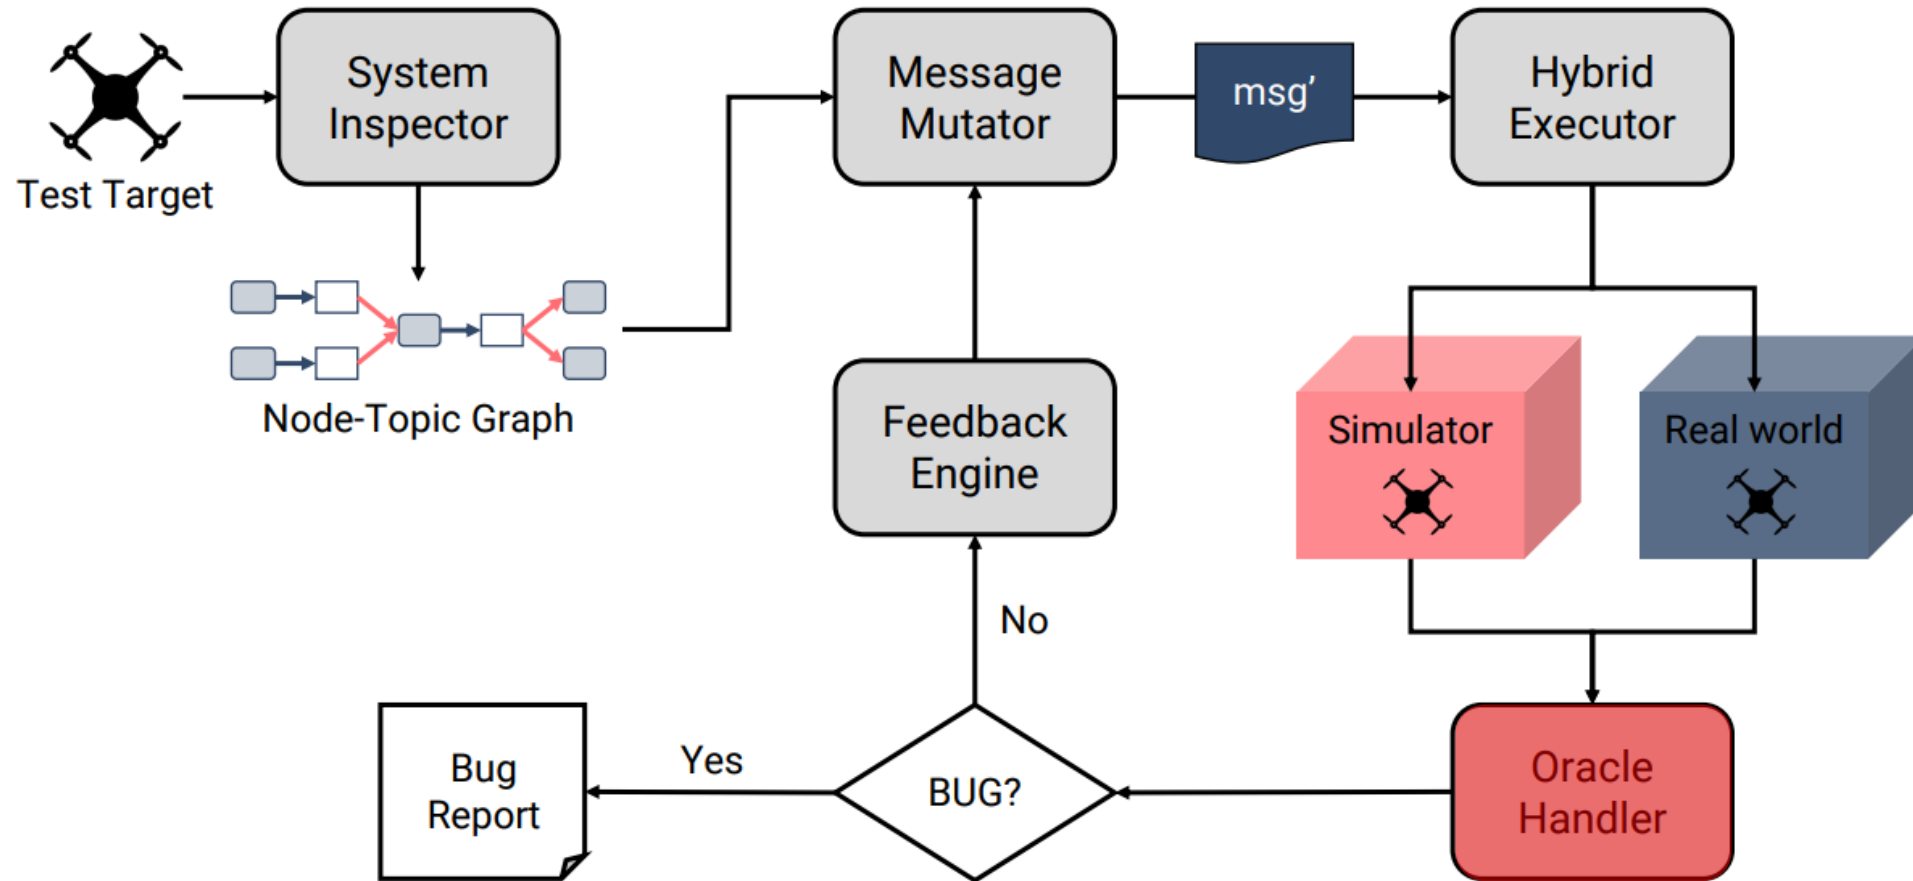 System
Inspector
Message
Mutator
msg’
Hybrid
Executor
Test Target
Node-Topic Graph
Feedback
Engine
Simulator
Real world
No
Yes
Bug
Report
BUG?
Oracle
Handler